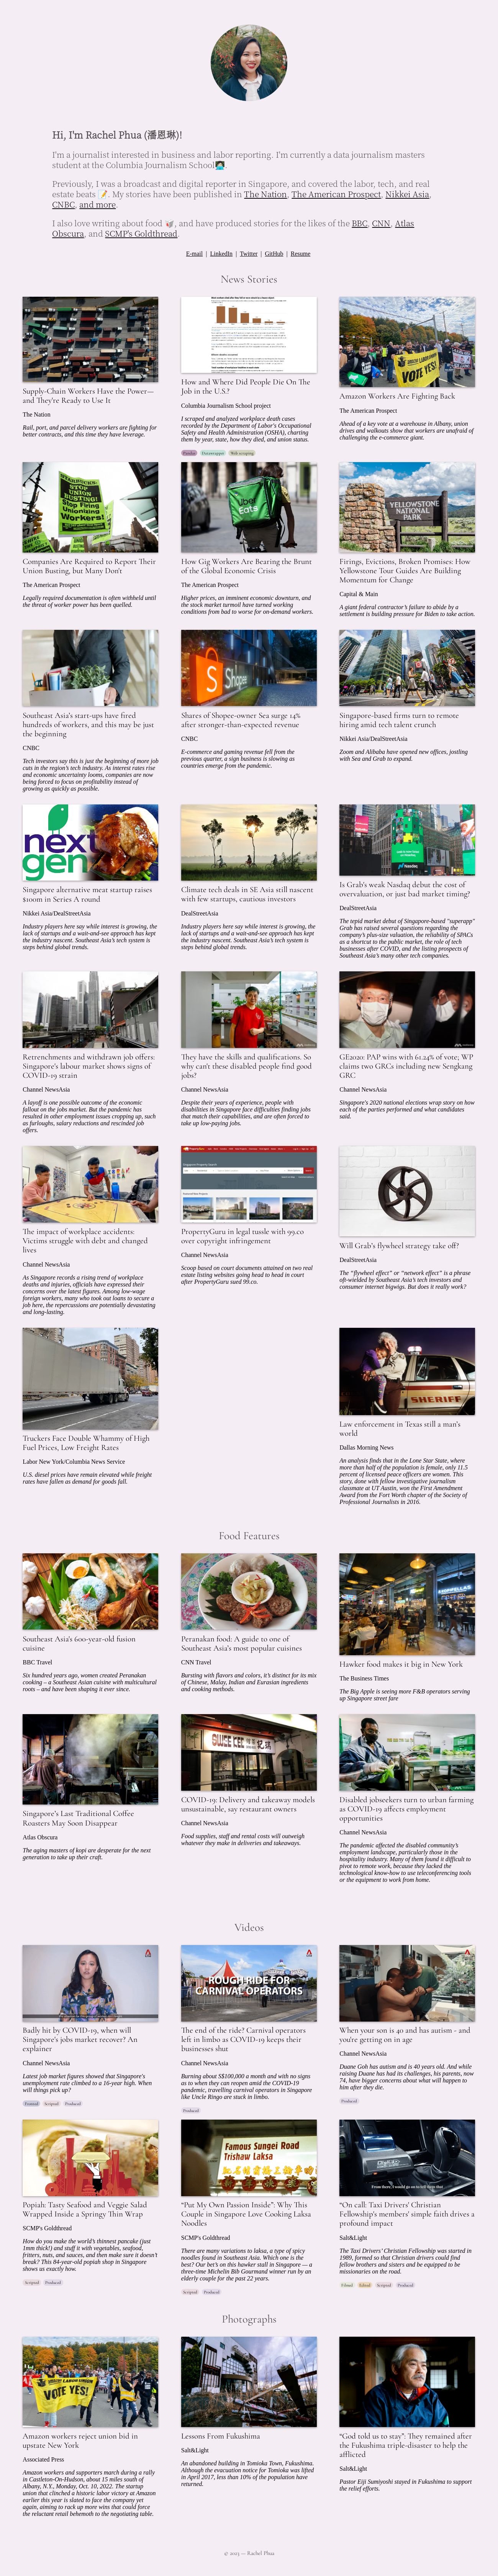 Hi, I'm Rachel Phua (潘恩琳)!
I'm a journalist interested in business and labor reporting. I'm currently a data journalism masters
student at the Columbia Journalism School
Previously, I was a broadcast and digital reporter in Singapore, and covered the labor, tech, and real
estate beats 📝. My stories have been published in The Nation, The American Prospect, Nikkei Asia,
CNBC, and more.
I also love writing about food 🥡, and have produced stories for the likes of the BBC, CNN, Atlas
Obscura, and SCMP's Goldthread.
E-mail | LinkedIn | Twitter | GitHub | Resume
News Stories
Supply-Chain Workers Have the Power—
and They're Ready to Use It
The Nation
Rail, port, and parcel delivery workers are fighting for
better contracts, and this time they have leverage.
How and Where Did People Die On The
Job in the U.S.?
Columbia Journalism School project
I scraped and analyzed workplace death cases
recorded by the Department of Labor's Occupational
Safety and Health Administration (OSHA), charting
them by year, state, how they died, and union status.
Pandas Datawrapper Web scraping
VOTE YES!
Amazon Workers Are Fighting Back
The American Prospect
Ahead of a key vote at a warehouse in Albany, union
drives and walkouts show that workers are unafraid of
challenging the e-commerce giant.
STOP
UNION
BUSTING!
Companies Are Required to Report Their
Union Busting, but Many Don't
The American Prospect
Legally required documentation is often withheld until
the threat of worker power has been quelled.
Uber
Eats
How Gig Workers Are Bearing the Brunt
of the Global Economic Crisis
The American Prospect
Higher prices, an imminent economic downturn, and
the stock market turmoil have turned working
conditions from bad to worse for on-demand workers.
YELLOWSTONE
NATIONAL
PARK
Firings, Evictions, Broken Promises: How
Yellowstone Tour Guides Are Building
Momentum for Change
Capital & Main
A giant federal contractor's failure to abide by a
settlement is building pressure for Biden to take action.
Southeast Asia's start-ups have fired
hundreds of workers, and this may be just
the beginning
CNBC
Tech investors say this is just the beginning of more job
cuts in the region's tech industry. As interest rates rise
and economic uncertainty looms, companies are now
being forced to focus on profitability instead of
growing as quickly as possible.
Shopee
Shares of Shopee-owner Sea surge 14%
after stronger-than-expected revenue
CNBC
E-commerce and gaming revenue fell from the
previous quarter, a sign business is slowing as
countries emerge from the pandemic.
Singapore-based firms turn to remote
hiring amid tech talent crunch
Nikkei Asia/DealStreetAsia
Zoom and Alibaba have opened new offices, jostling
with Sea and Grab to expand.
next
gen
Singapore alternative meat startup raises
$100m in Series A round
Nikkei Asia/DealStreetAsia
Industry players here say while interest is growing, the
lack of startups and a wait-and-see approach has kept
the industry nascent. Southeast Asia's tech system is
steps behind global trends.
Climate tech deals in SE Asia still nascent
with few startups, cautious investors
DealStreetAsia
Industry players here say while interest is growing, the
lack of startups and a wait-and-see approach has kept
the industry nascent. Southeast Asia's tech system is
steps behind global trends.
Nasdaq
Is Grab's weak Nasdaq debut the cost of
overvaluation, or just bad market timing?
DealStreetAsia
The tepid market debut of Singapore-based "superapp"
Grab has raised several questions regarding the
company's plus-size valuation, the reliability of SPACs
as a shortcut to the public market, the role of tech
businesses after COVID, and the listing prospects of
Southeast Asia's many other tech companies.
Retrenchments and withdrawn job offers:
Singapore's labour market shows signs of
COVID-19 strain
Channel NewsAsia
A layoff is one possible outcome of the economic
fallout on the job market. But the pandemic has
resulted in other employment issues cropping up, such
as furloughs, salary reductions and rescinded job
offers.
They have the skills and qualifications. So
why can't these disabled people find good
jobs?
Channel NewsAsia
Despite their years of experience, people with
disabilities in Singapore face difficulties finding jobs
that match their capabilities, and are often forced to
take up low-paying jobs.
GE2020: PAP wins with 61.24% of vote; WP
claims two GRCs including new Sengkang
GRC
Channel NewsAsia
Singapore's 2020 national elections wrap story on how
each of the parties performed and what candidates
said.
The impact of workplace accidents:
Victims struggle with debt and changed
lives
Channel NewsAsia
As Singapore records a rising trend of workplace
deaths and injuries, officials have expressed their
concerns over the latest figures. Among low-wage
foreign workers, many who took out loans to secure a
job here, the repercussions are potentially devastating
and long-lasting.
PropertyGuru in legal tussle with 99.co
over copyright infringement
Channel NewsAsia
Scoop based on court documents attained on two real
estate listing websites going head to head in court
after PropertyGuru sued 99.co.
Will Grab's flywheel strategy take off?
DealStreetAsia
The "flywheel effect" or "network effect" is a phrase
oft-wielded by Southeast Asia's tech investors and
consumer internet bigwigs. But does it really work?
Truckers Face Double Whammy of High
Fuel Prices, Low Freight Rates
Labor New York/Columbia News Service
U.S. diesel prices have remain elevated while freight
rates have fallen as demand for goods fall.
SHERIFF
Law enforcement in Texas still a man's
world
Dallas Morning News
An analysis finds that in the Lone Star State, where
more than half of the population is female, only 11.5
percent of licensed peace officers are women. This
story, done with fellow investigative journalism
classmate at UT Austin, won the First Amendment
Award from the Fort Worth chapter of the Society of
Professional Journalists in 2016.
Food Features
Southeast Asia's 600-year-old fusion
cuisine
BBC Travel
Six hundred years ago, women created Peranakan
cooking – a Southeast Asian cuisine with multicultural
roots – and have been shaping it ever since.
Peranakan food: A guide to one of
Southeast Asia's most popular cuisines
CNN Travel
Bursting with flavors and colors, it's distinct for its mix
of Chinese, Malay, Indian and Eurasian ingredients
and cooking methods.
Hawker food makes it big in New York
The Business Times
The Big Apple is seeing more F&B operators serving
up Singapore street fare
Singapore's Last Traditional Coffee
Roasters May Soon Disappear
Atlas Obscura
The aging masters of kopi are desperate for the next
generation to take up their craft.
COVID-19: Delivery and takeaway models
unsustainable, say restaurant owners
Channel NewsAsia
Food supplies, staff and rental costs will outweigh
whatever they make in deliveries and takeaways.
Disabled jobseekers turn to urban farming
as COVID-19 affects employment
opportunities
Channel NewsAsia
The pandemic affected the disabled community's
employment landscape, particularly those in the
hospitality industry. Many of them found it difficult to
pivot to remote work, because they lacked the
technological know-how to use teleconferencing tools
or the equipment to work from home.
Videos
Badly hit by COVID-19, when will
Singapore's jobs market recover? An
explainer
Channel NewsAsia
Latest job market figures showed that Singapore's
unemployment rate climbed to a 16-year high. When
will things pick up?
Fronted Scripted Produced
ROUGH RIDE FOR
CARNIVAL OPERATORS
The end of the ride? Carnival operators
left in limbo as COVID-19 keeps their
businesses shut
Channel NewsAsia
Burning about S$100,000 a month and with no signs
as to when they can reopen amid the COVID-19
pandemic, travelling carnival operators in Singapore
like Uncle Ringo are stuck in limbo.
Produced
When your son is 40 and has autism - and
you're getting on in age
Channel NewsAsia
Duane Goh has autism and is 40 years old. And while
raising Duane has had its challenges, his parents, now
74, have bigger concerns about what will happen to
him after they die.
Produced
Popiah: Tasty Seafood and Veggie Salad
Wrapped Inside a Springy Thin Wrap
SCMP's Goldthread
How do you make the world's thinnest pancake (just
1mm thick!) and stuff it with vegetables, seafood,
fritters, nuts, and sauces, and then make sure it doesn't
break? This 84-year-old popiah shop in Singapore
shows us exactly how.
Scripted Produced
Famous Sungei Road
Trishaw Laksa
"Put My Own Passion Inside": Why This
Couple in Singapore Love Cooking Laksa
Noodles
SCMP's Goldthread
There are many variations to laksa, a type of spicy
noodles found in Southeast Asia. Which one is the
best? Our bet's on this hawker stall in Singapore — a
three-time Michelin Bib Gourmand winner run by an
elderly couple for the past 22 years.
Scripted Produced
"On call: Taxi Drivers' Christian
Fellowship's members' simple faith drives a
profound impact
Salt&Light
The Taxi Drivers' Christian Fellowship was started in
1989, formed so that Christian drivers could find
fellow brothers and sisters and be equipped to be
missionaries on the road.
Filmed Edited Scripted Produced
Photographs
VOTE YES!
Amazon workers reject union bid in
upstate New York
Associated Press
Amazon workers and supporters march during a rally
in Castleton-On-Hudson, about 15 miles south of
Albany, N.Y., Monday, Oct. 10, 2022. The startup
union that clinched a historic labor victory at Amazon
earlier this year is slated to face the company yet
again, aiming to rack up more wins that could force
the reluctant retail behemoth to the negotiating table.
Lessons From Fukushima
Salt&Light
An abandoned building in Tomioka Town, Fukushima.
Although the evacuation notice for Tomioka was lifted
in April 2017, less than 10% of the population have
returned.
"God told us to stay": They remained after
the Fukushima triple-disaster to help the
afflicted
Salt&Light
Pastor Eiji Sumiyoshi stayed in Fukushima to support
the relief efforts.
© 2023 — Rachel Phua